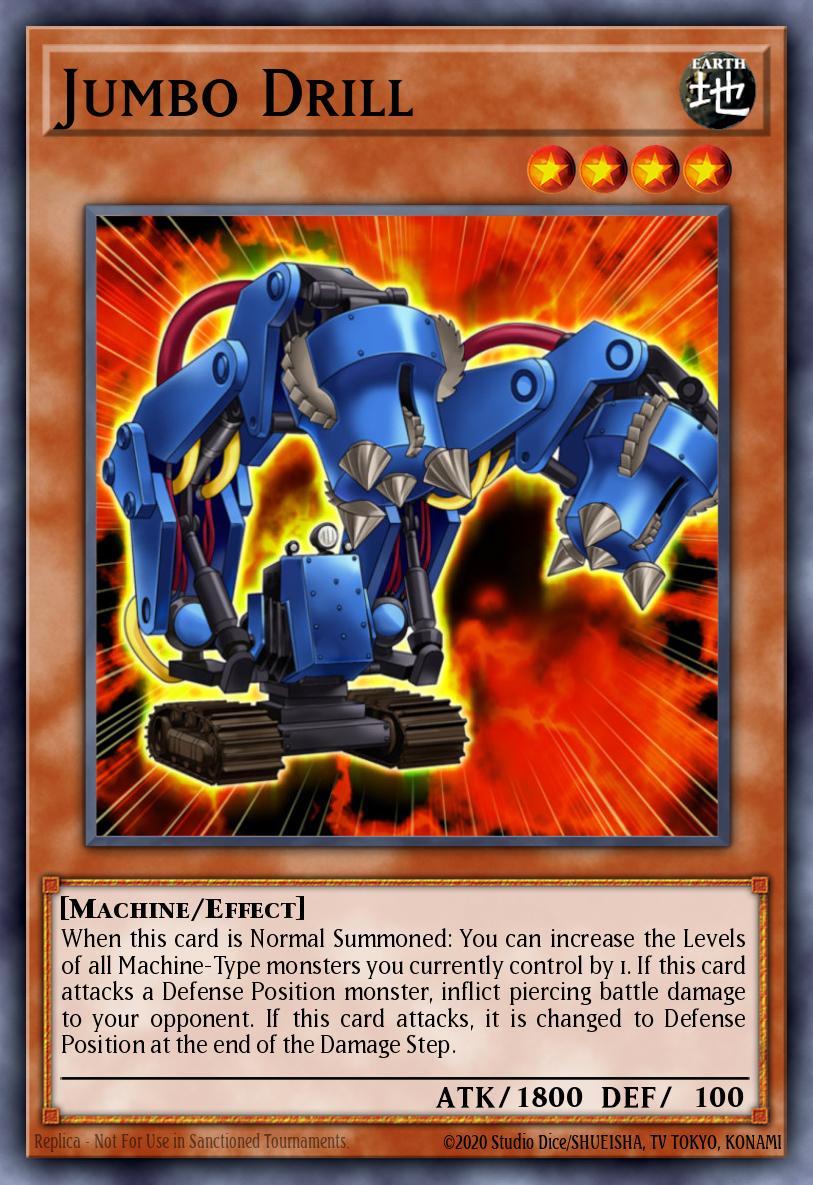 JUMBO DRILL
EARTH
地
[MACHINE/EFFECT]
When this card is Normal Summoned: You can increase the Levels
of all Machine-Type monsters you currently control by 1. If this card
attacks a Defense Position monster, inflict piercing battle damage
to your opponent. If this card attacks, it is changed to Defense
Position at the end of the Damage Step.
ATK/1800 DEF/ 100
Replica - Not For Use in Sanctioned Tournaments.
©2020 Studio Dice/SHUEISHA, TV TOKYO, KONAMI